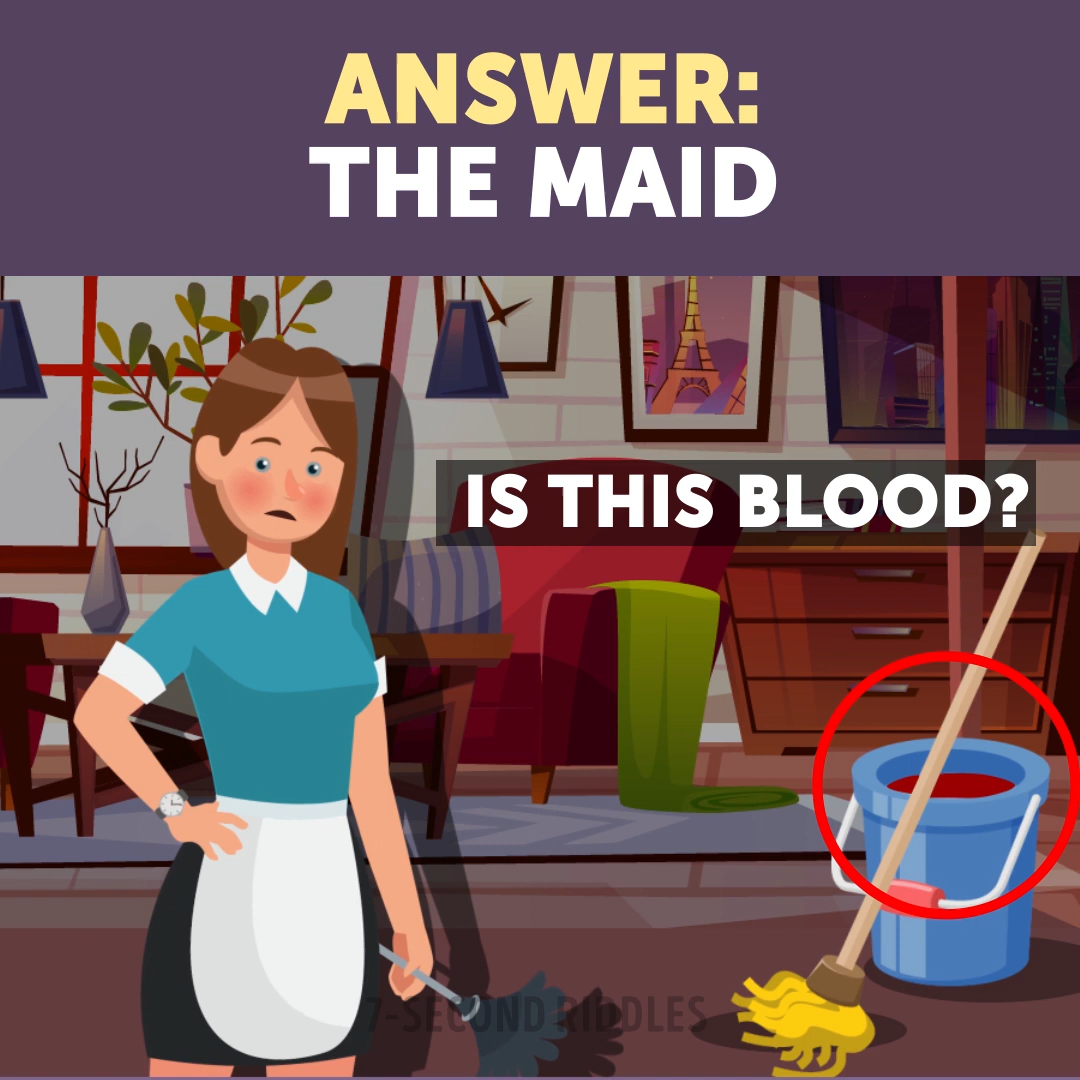 ANSWER:
THE MAID
IS THIS BLOOD?
7-SECOND RIDDLES